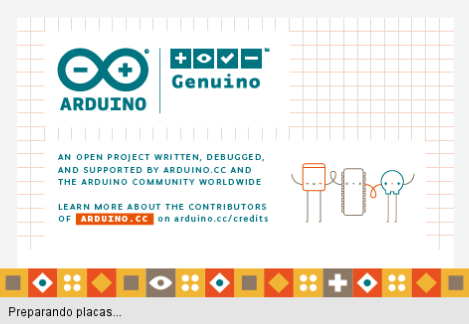 ARDUINO
Genuino
AN OPEN PROJECT WRITTEN, DEBUGGED,
AND SUPPORTED BY ARDUINO.CC AND
THE ARDUINO COMMUNITY WORLDWIDE
LEARN MORE ABOUT THE CONTRIBUTORS
OF ARDUINO.CC on arduino.cc/credits
Preparando placas...